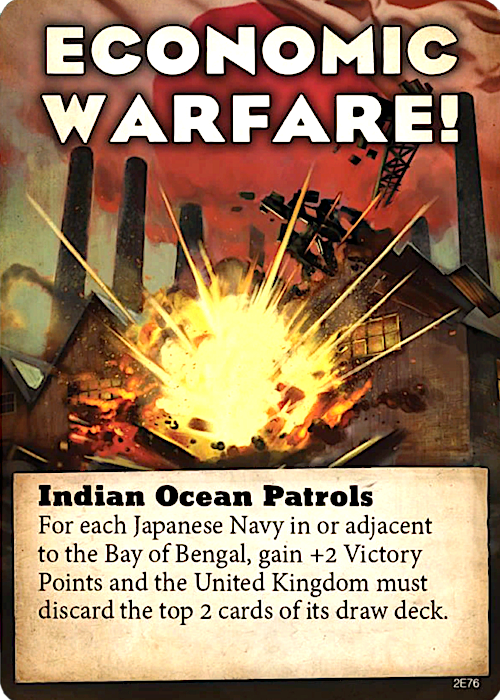 ECONOMIC
WARFARE!
Indian Ocean Patrols
For each Japanese Navy in or adjacent
to the Bay of Bengal, gain +2 Victory
Points and the United Kingdom must
discard the top 2 cards of its draw deck.
2E76